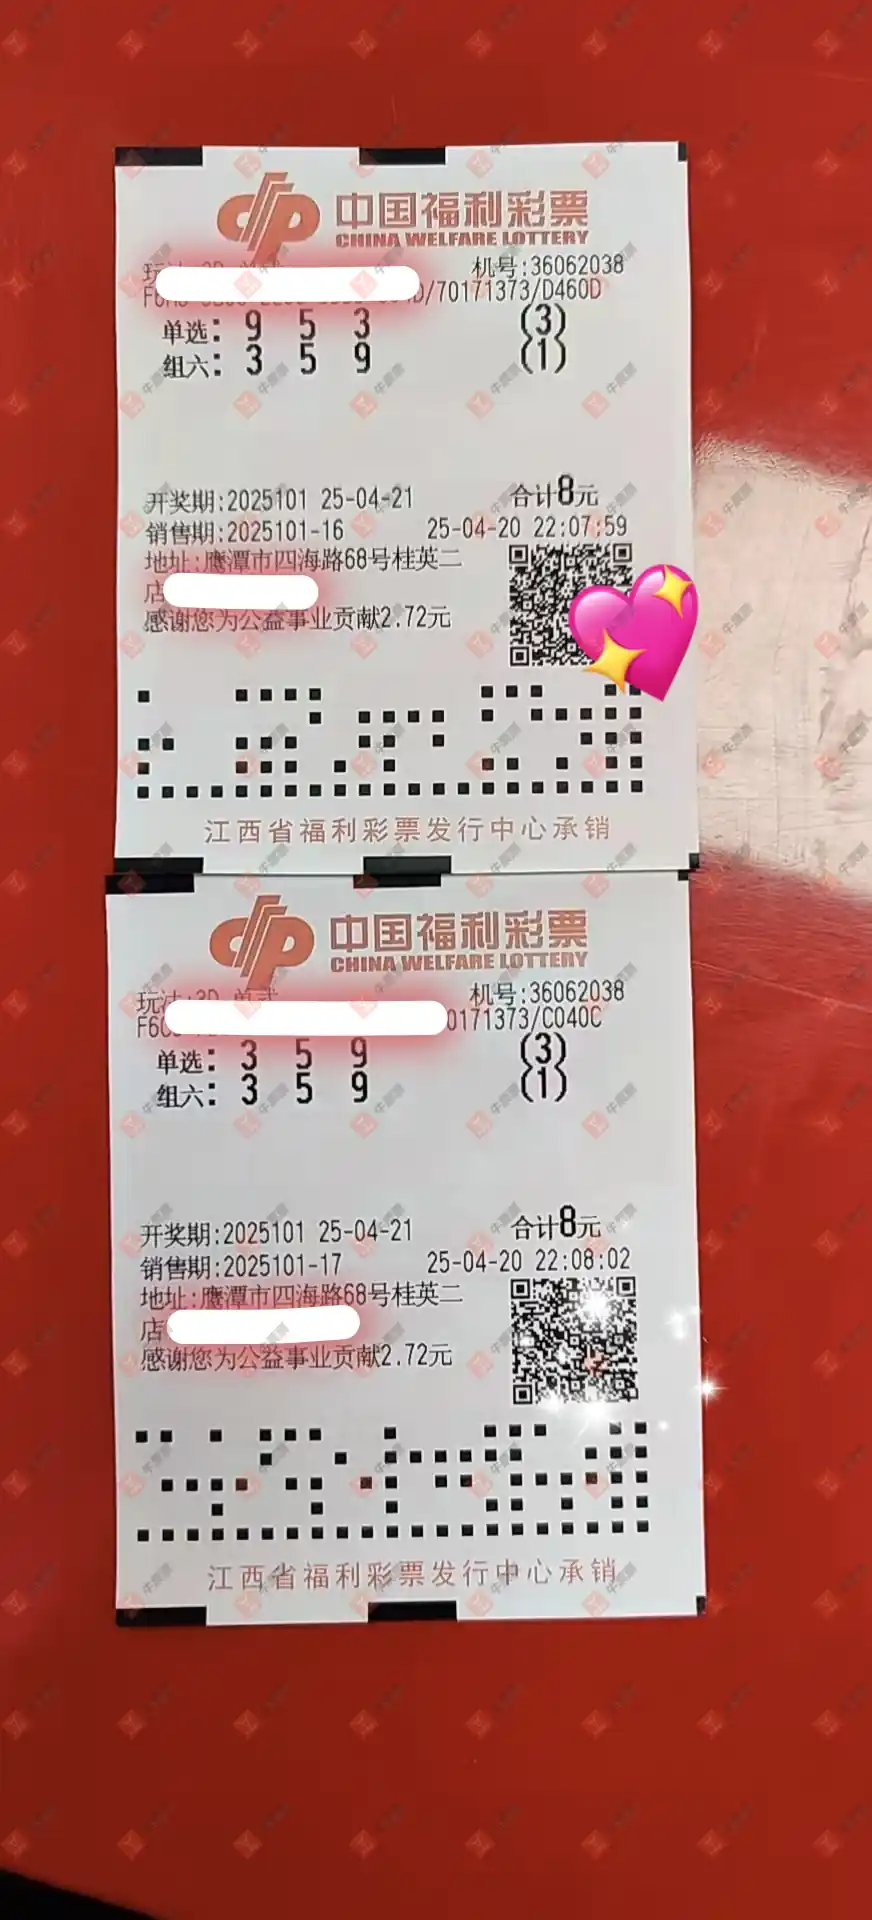 中国福利彩票
CHINA WELFARE LOTTERY
机号:36062038
/70171373/D460D
单选: 9 5 3 (3)
组六: 3 5 9 (1)
开奖期:2025101 25-04-21 合计8元
销售期:2025101-16 25-04-20 22:07:59
地址:鹰潭市四海路68号桂英二
店
感谢您为公益事业贡献2.72元
江西省福利彩票发行中心承销
中国福利彩票
CHINA WELFARE LOTTERY
玩法:3D 单式 机号:36062038
0171373/C040C
单选: 3 5 9 (3)
组六: 3 5 9 (1)
开奖期:2025101 25-04-21 合计8元
销售期:2025101-17 25-04-20 22:08:02
地址:鹰潭市四海路68号桂英二
店
感谢您为公益事业贡献2.72元
江西省福利彩票发行中心承销